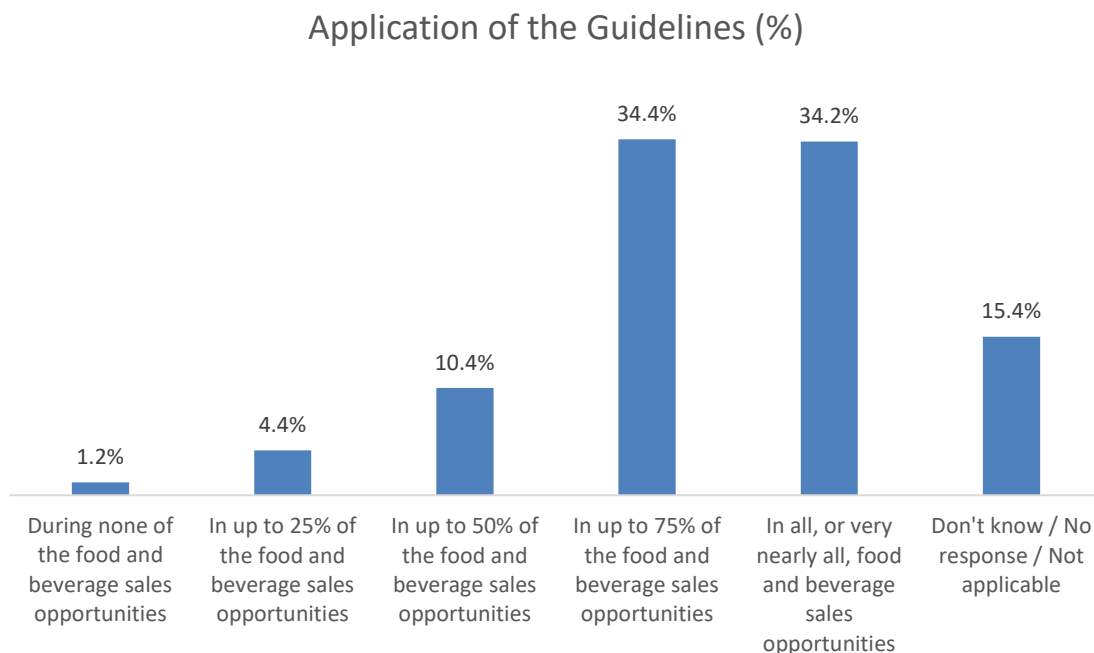 Application of the Guidelines (%)
34.4%
34.2%
15.4%
10.4%
4.4%
1.2%
During none of
the food and
beverage sales
opportunities
In up to 25% of
the food and
beverage sales
opportunities
In up to 50% of
the food and
beverage sales
opportunities
In up to 75% of
the food and
beverage sales
opportunities
In all, or very
nearly all, food
and beverage
sales
opportunities
Don't know / No
response / Not
applicable